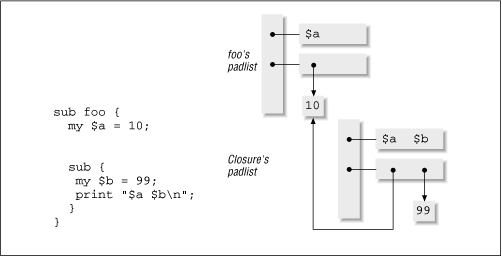 sub foo {
my $a = 10;
sub {
my $b = 99;
print "$a $b\n";
}
}
foo's
padlist
$a
10
Closure's
padlist
$a $b
99